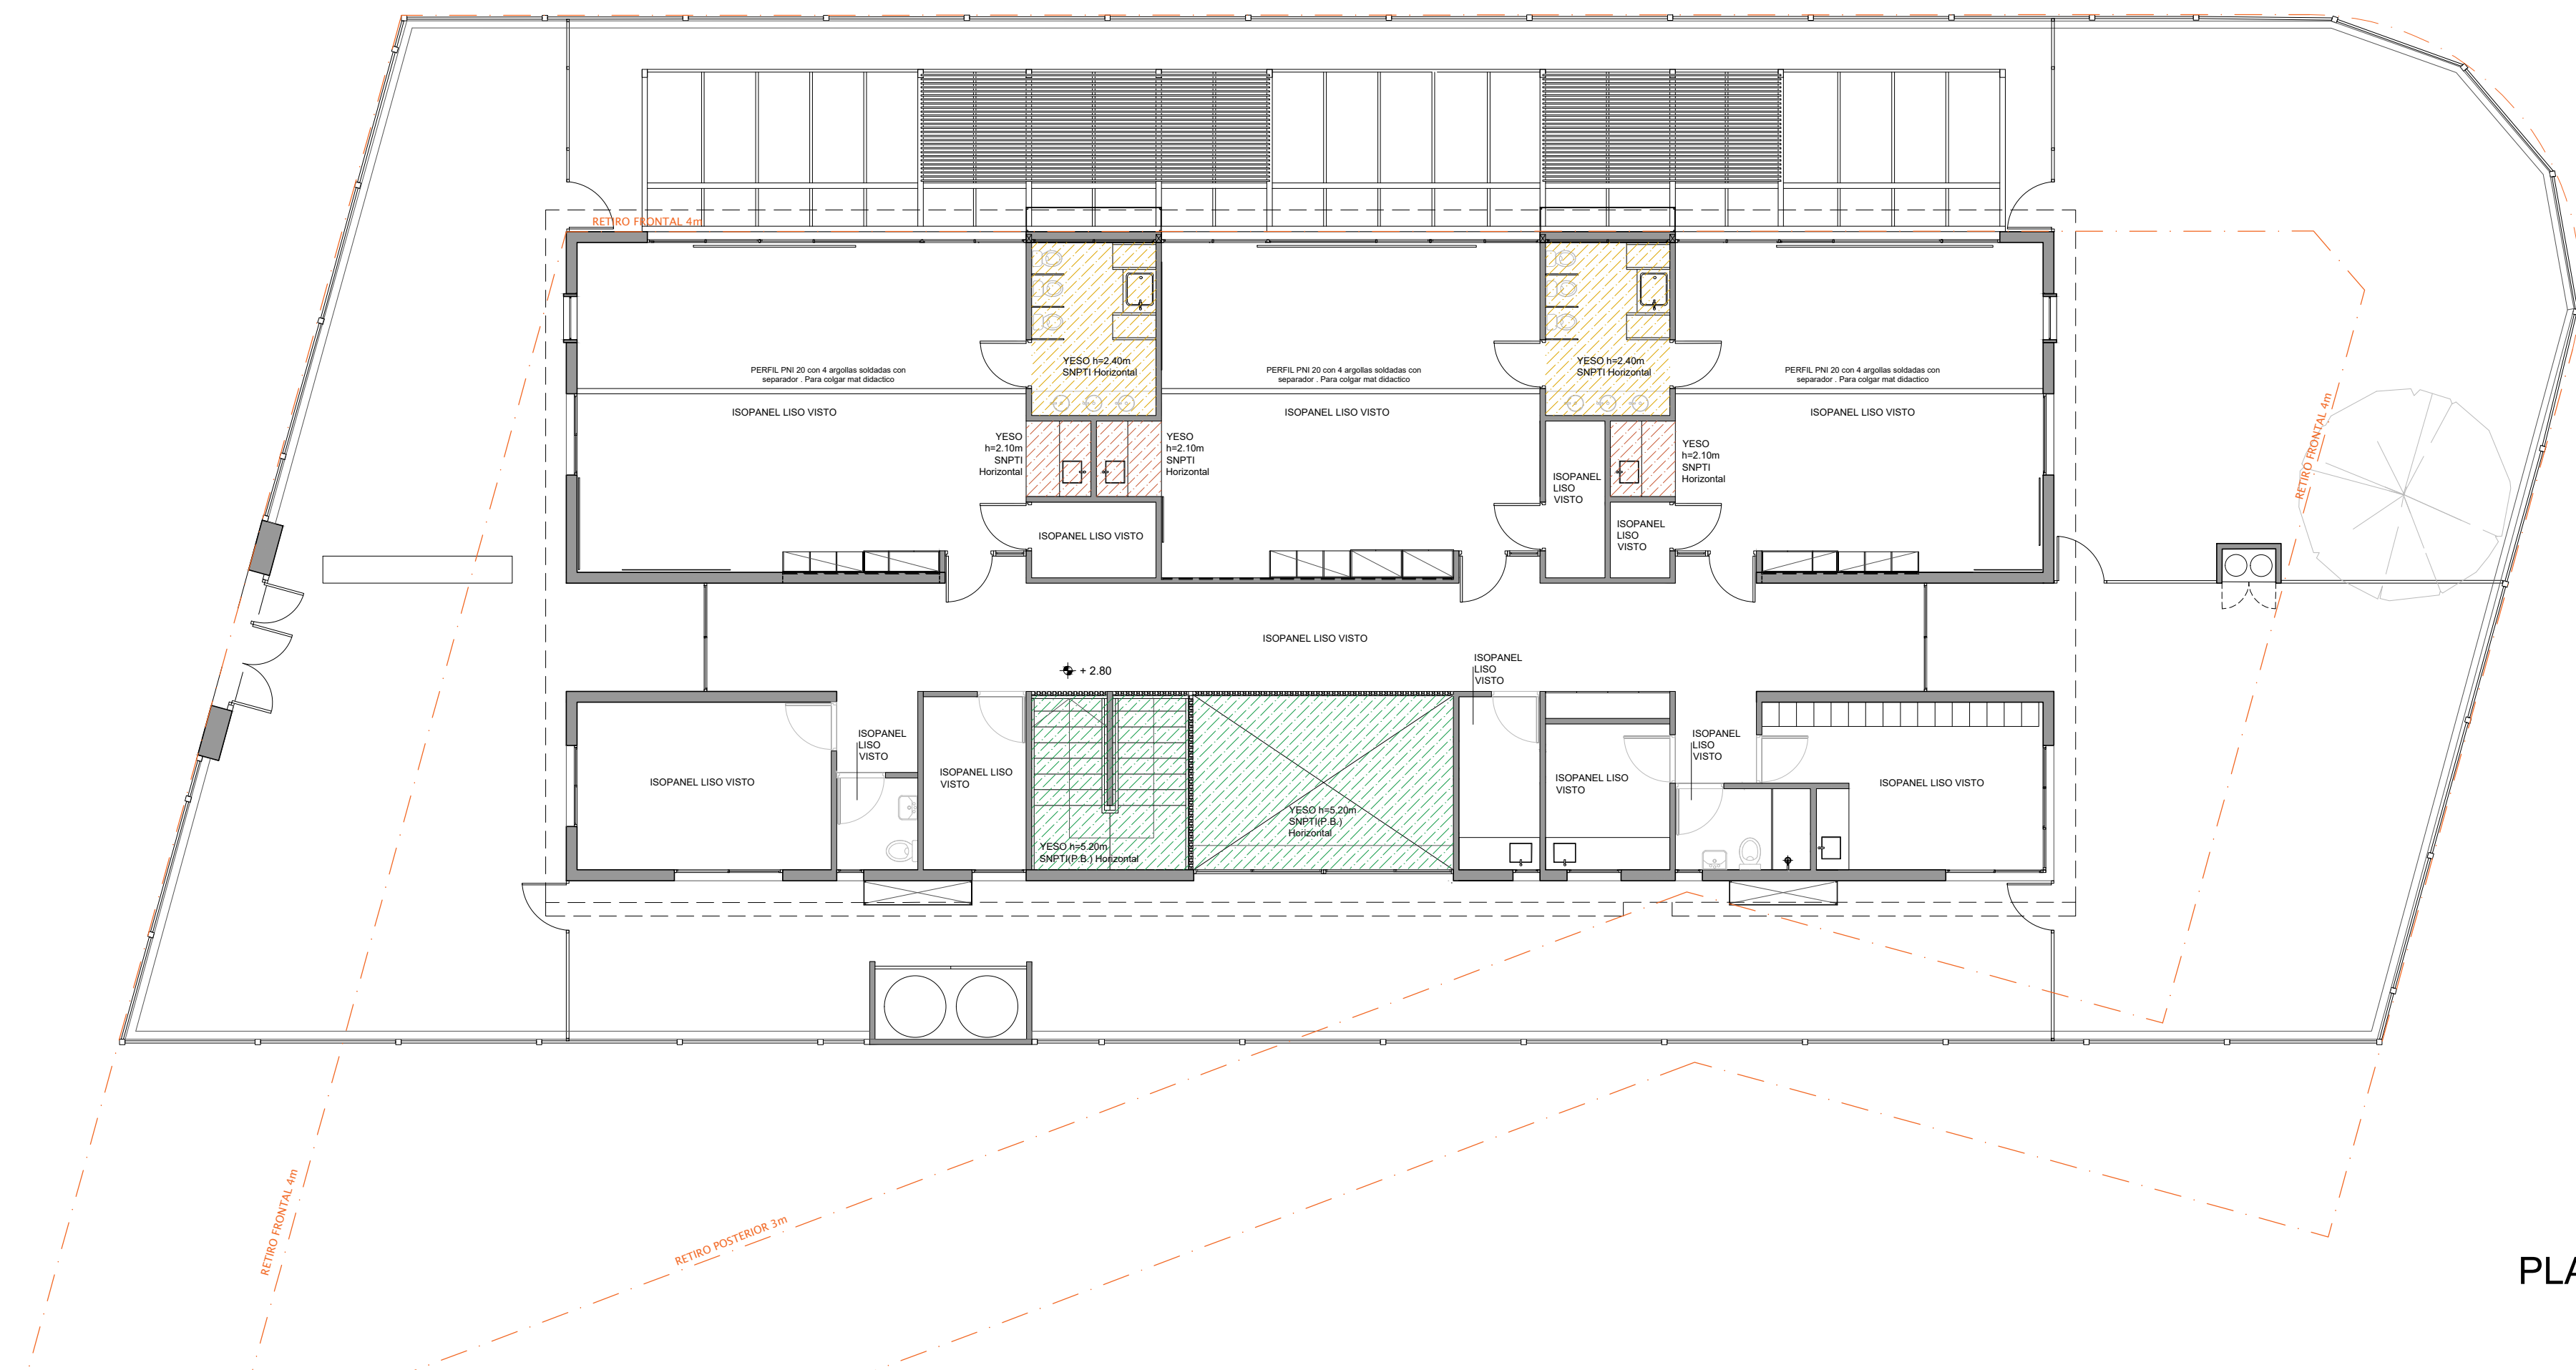 RETIRO FRONTAL 4m
YESO h=2.40m
SNPTI Horizontal
YESO h=2.40m
SNPTI Horizontal
PERFIL PNI 20 con 4 argollas soldadas con
separador . Para colgar mat didactico
PERFIL PNI 20 con 4 argollas soldadas con
separador . Para colgar mat didactico
PERFIL PNI 20 con 4 argollas soldadas con
separador . Para colgar mat didactico
ISOPANEL LISO VISTO
ISOPANEL LISO VISTO
ISOPANEL LISO VISTO
RETIRO FRONTAL 4m
YESO
h=2.10m
SNPTI
Horizontal
YESO
h=2.10m
SNPTI
Horizontal
YESO
h=2.10m
SNPTI
Horizontal
ISOPANEL
LISO
VISTO
ISOPANEL LISO VISTO
ISOPANEL
LISO
VISTO
ISOPANEL LISO VISTO
+ 2.80
ISOPANEL
LISO
VISTO
ISOPANEL LISO VISTO
ISOPANEL
LISO
VISTO
ISOPANEL LISO
VISTO
YESO h=5.20m
SNPTI(P.B.) Horizontal
YESO h=5.20m
SNPTI(P.B.)
Horizontal
ISOPANEL LISO
VISTO
ISOPANEL
LISO
VISTO
ISOPANEL LISO VISTO
RETIRO FRONTAL 4m
RETIRO POSTERIOR 3m
PLA